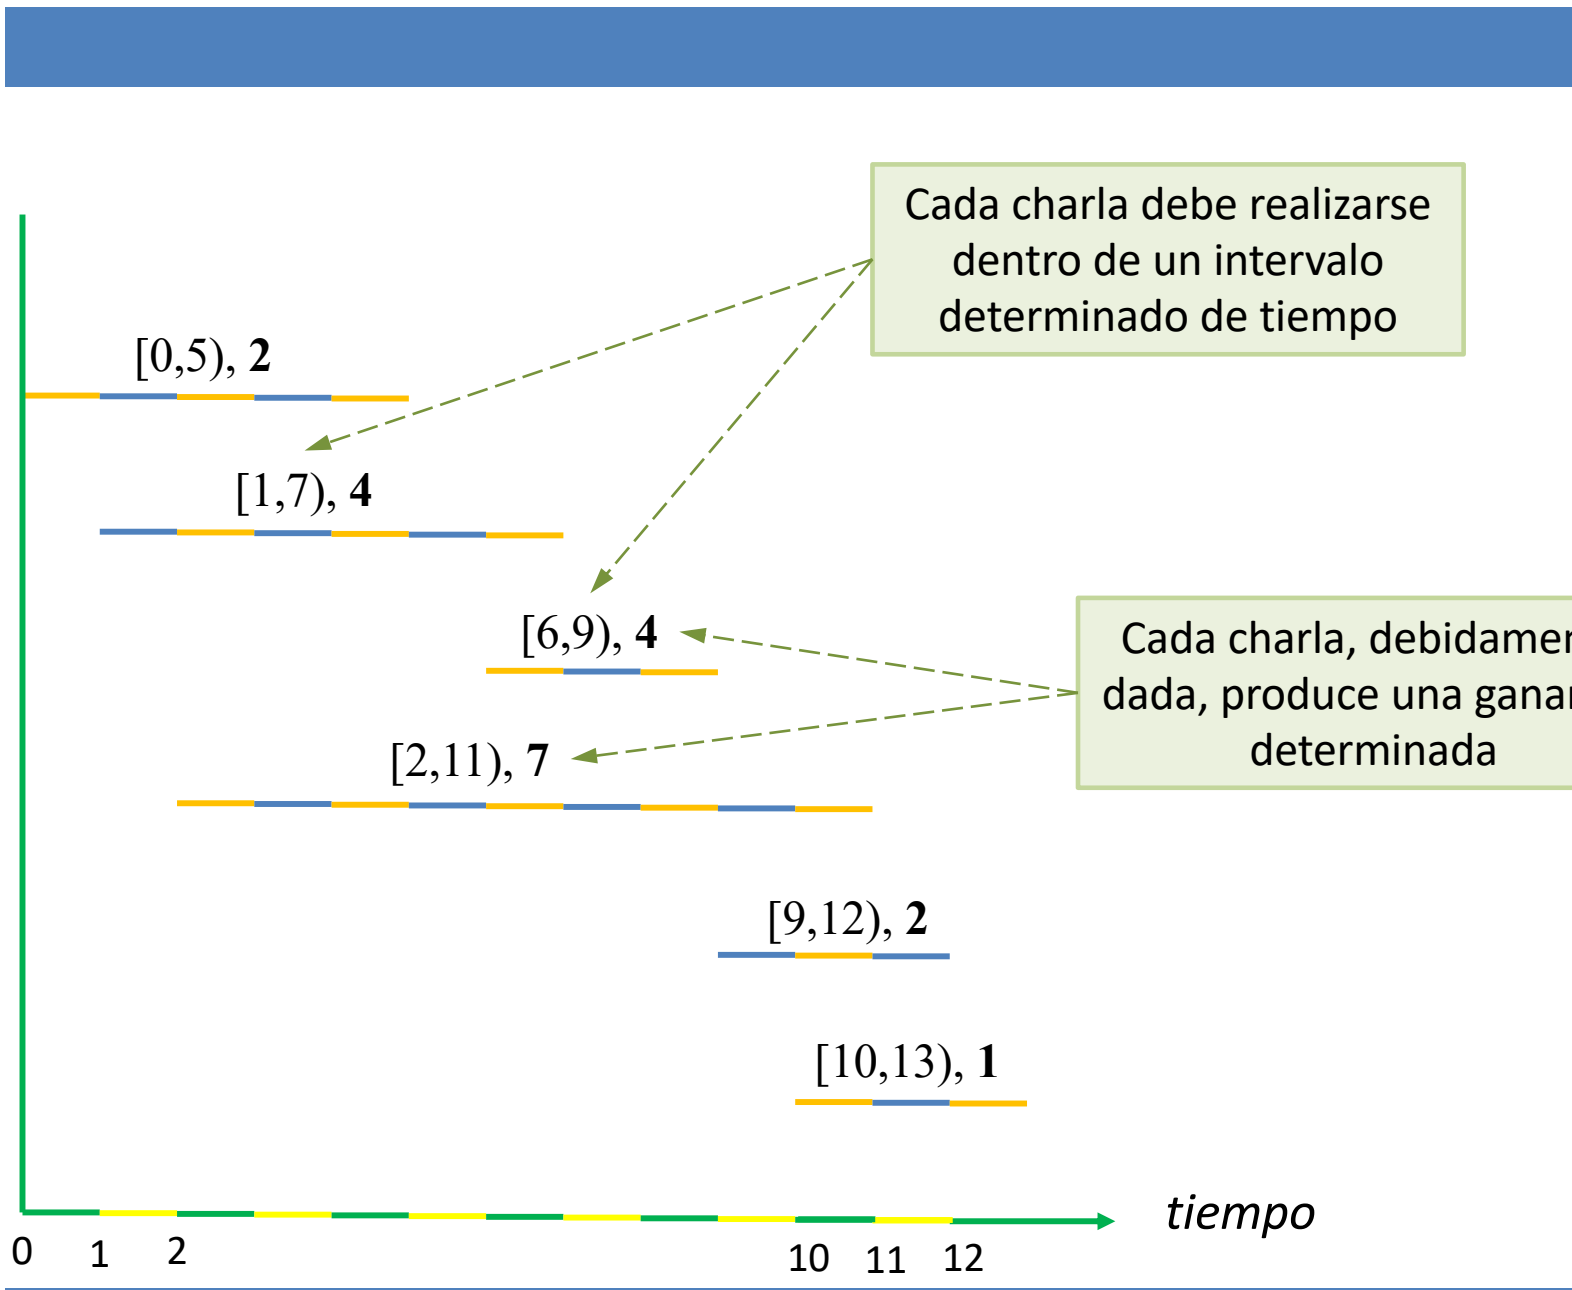 Cada charla debe realizarse
dentro de un intervalo
determinado de tiempo
[0,5), 2
[1,7), 4
[6,9), 4
Cada charla, debidamen
dada, produce una ganan
determinada
[2,11), 7
[9,12), 2
[10,13), 1
tiempo
0 1 2 10 11 12